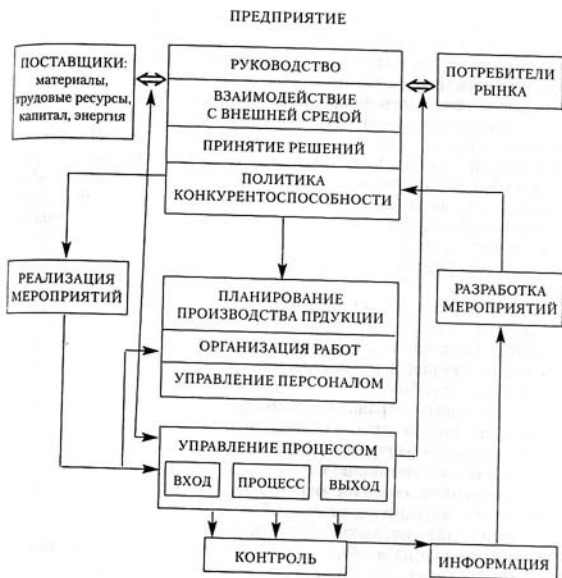 ПРЕДПРИЯТИЕ
ПОСТАВЩИКИ:
материалы,
трудовые ресурсы,
капитал, энергия
РУКОВОДСТВО
ВЗАИМОДЕЙСТВИЕ
С ВНЕШНЕЙ СРЕДОЙ
ПРИНЯТИЕ РЕШЕНИЙ
ПОЛИТИКА
КОНКУРЕНТОСПОСОБНОСТИ
ПОТРЕБИТЕЛИ
РЫНКА
РЕАЛИЗАЦИЯ
МЕРОПРИЯТИЙ
ПЛАНИРОВАНИЕ
ПРОИЗВОДСТВА ПРДУКЦИИ
ОРГАНИЗАЦИЯ РАБОТ
УПРАВЛЕНИЕ ПЕРСОНАЛОМ
РАЗРАБОТКА
МЕРОПРИЯТИЙ
УПРАВЛЕНИЕ ПРОЦЕССОМ
ВХОД
ПРОЦЕСС
ВЫХОД
КОНТРОЛЬ
ИНФОРМАЦИЯ